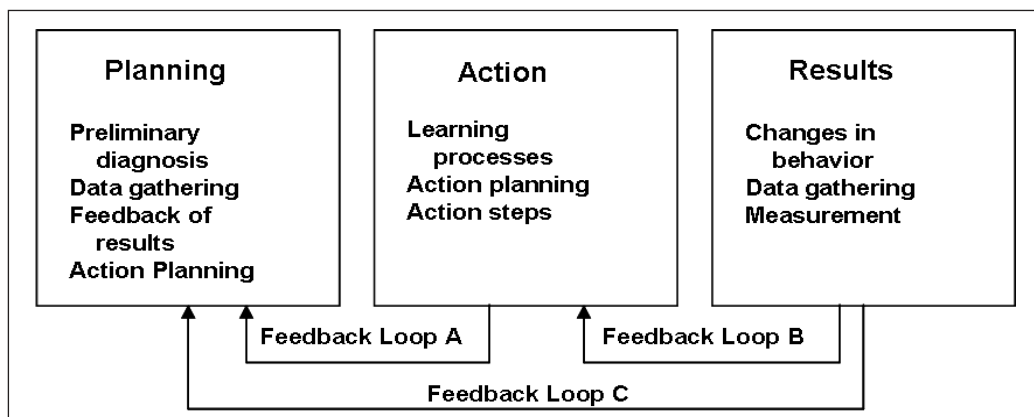 Planning
Preliminary
diagnosis
Data gathering
Feedback of
results
Action Planning
Action
Learning
processes
Action planning
Action steps
Results
Changes in
behavior
Data gathering
Measurement
Feedback Loop A
Feedback Loop B
Feedback Loop C